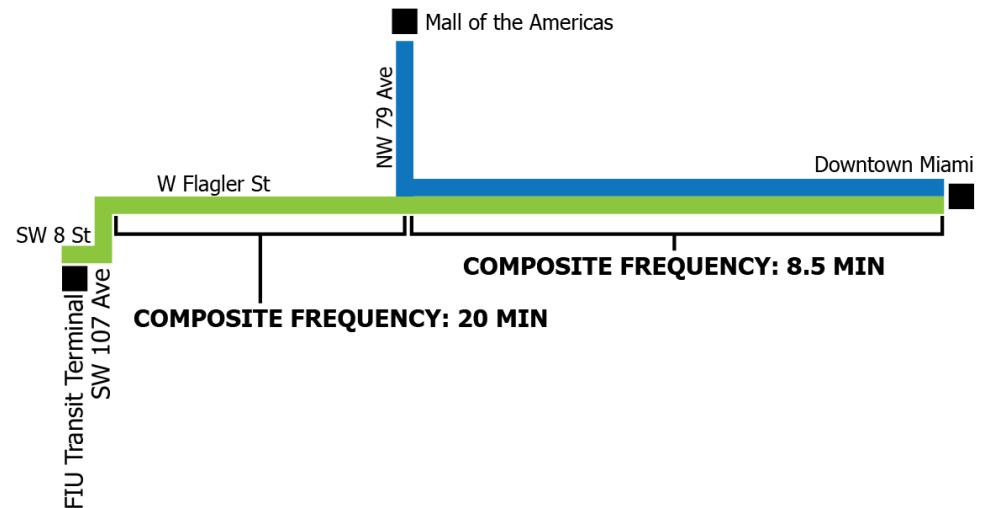 Mall of the Americas
NW 79 Ave
Downtown Miami
W Flagler St
SW 8 St
COMPOSITE FREQUENCY: 8.5 MIN
COMPOSITE FREQUENCY: 20 MIN
FIU Transit Terminal
SW 107 Ave